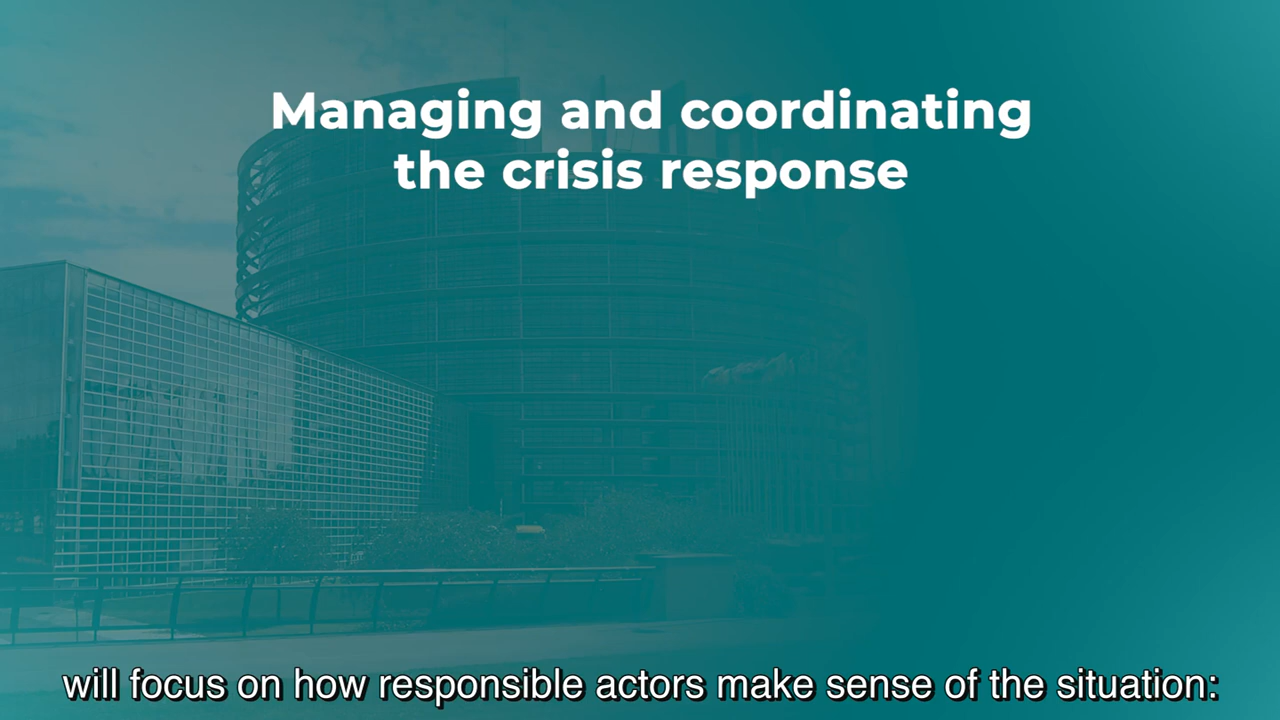 Managing and coordinating
the crisis response
will focus on how responsible actors make sense of the situation: